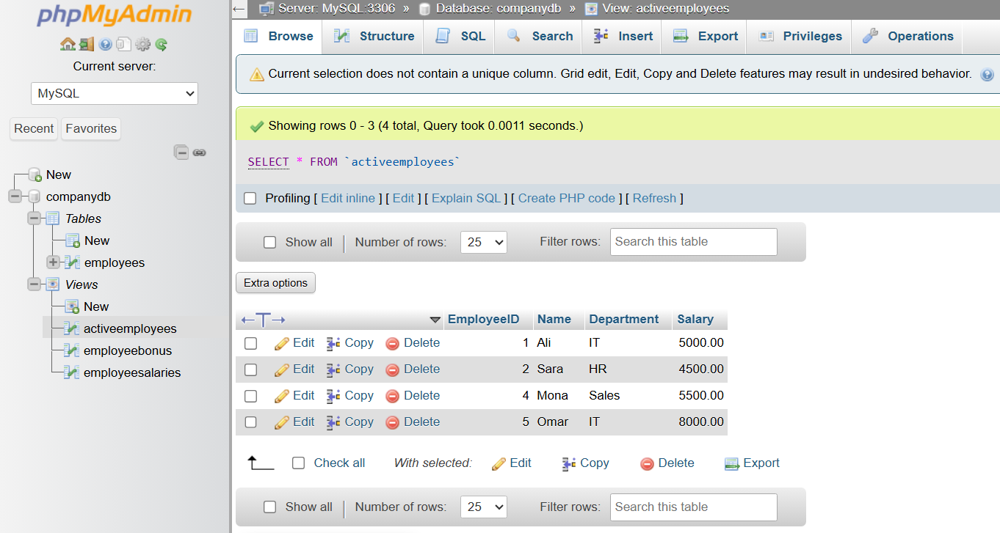 phpMyAdmin
Current server:
MySQL
Recent Favorites
New
companydb
Tables
New
employees
Views
New
activeemployees
employeebonus
employeesalaries
Server: MySQL:3306 » Database: companydb » View: activeemployees
Browse Structure SQL Search Insert Export Privileges Operations
Current selection does not contain a unique column. Grid edit, Edit, Copy and Delete features may result in undesired behavior.
Showing rows 0 - 3 (4 total, Query took 0.0011 seconds.)
SELECT * FROM `activeemployees`
Profiling [ Edit inline ] [ Edit ] [ Explain SQL ] [ Create PHP code ] [ Refresh ]
Show all Number of rows: 25 Filter rows: Search this table
Extra options
←T→ EmployeeID Name Department Salary
Edit Copy Delete 1 Ali IT 5000.00
Edit Copy Delete 2 Sara HR 4500.00
Edit Copy Delete 4 Mona Sales 5500.00
Edit Copy Delete 5 Omar IT 8000.00
Check all With selected: Edit Copy Delete Export
Show all Number of rows: 25 Filter rows: Search this table